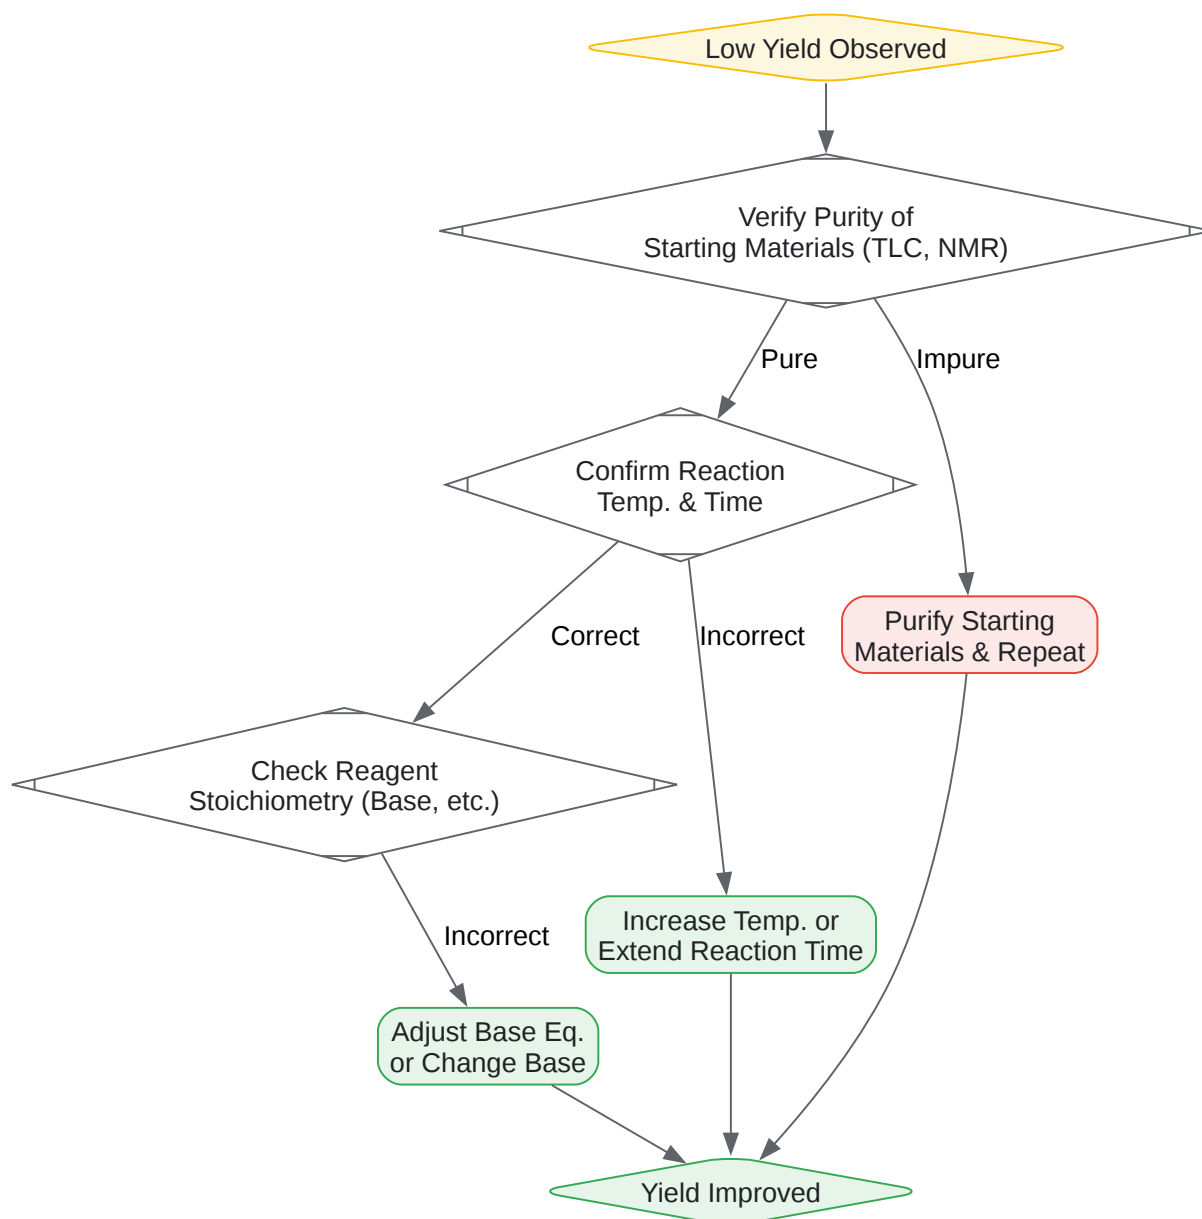 Low Yield Observed
Verify Purity of
Starting Materials (TLC, NMR)
Pure
Impure
Confirm Reaction
Temp. & Time
Correct
Incorrect
Purify Starting
Materials & Repeat
Check Reagent
Stoichiometry (Base, etc.)
Incorrect
Increase Temp. or
Extend Reaction Time
Adjust Base Eq.
or Change Base
Yield Improved